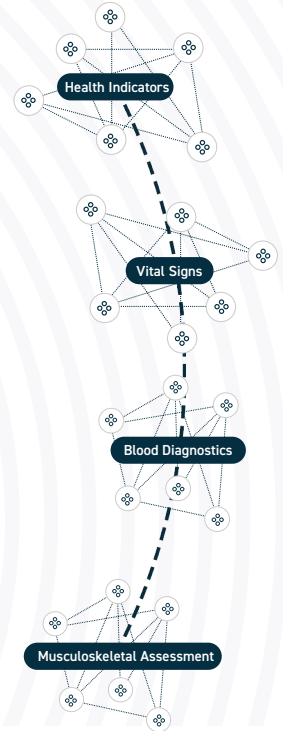 Health Indicators
Vital Signs
Blood Diagnostics
Musculoskeletal Assessment